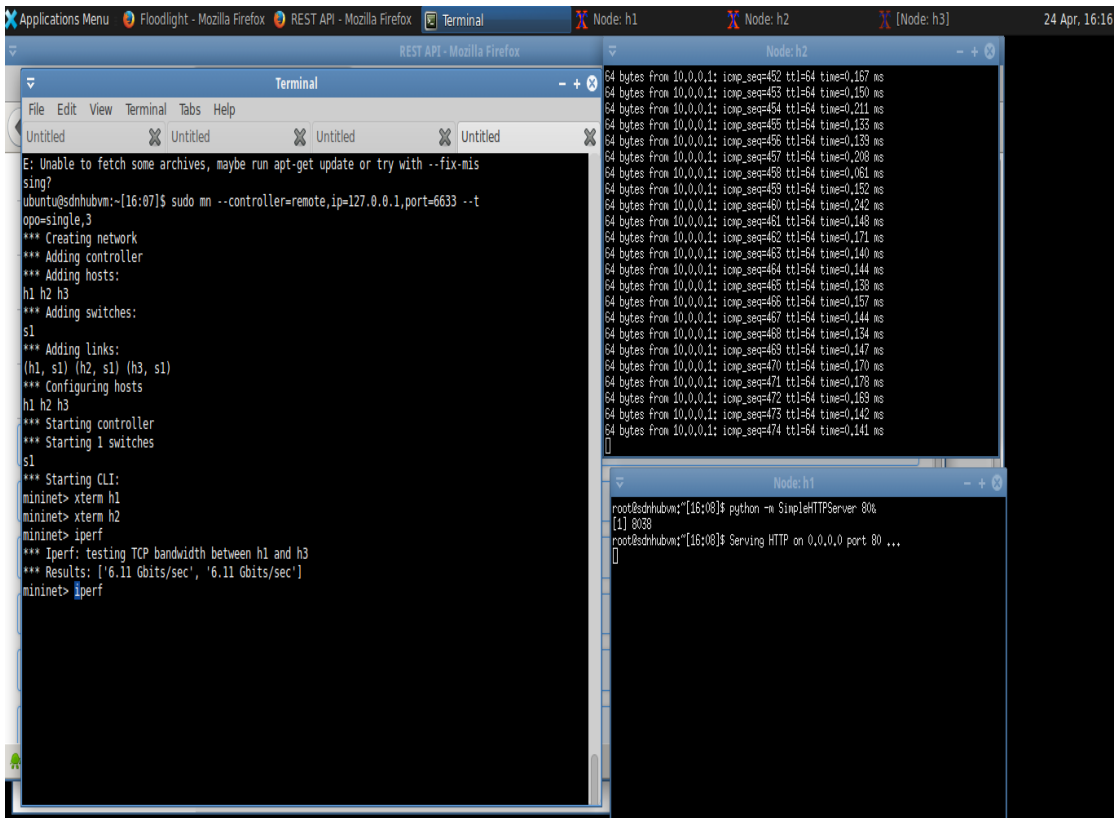 Applications Menu Floodlight - Mozilla Firefox REST API - Mozilla Firefox Terminal Node: h1 Node: h2 [Node: h3] 24 Apr, 16:16
REST API - Mozilla Firefox
Terminal
File Edit View Terminal Tabs Help
Untitled Untitled Untitled Untitled
E: Unable to fetch some archives, maybe run apt-get update or try with --fix-mis
sing?
ubuntu@sdnhubvm:~[16:07]$ sudo mn --controller=remote,ip=127.0.0.1,port=6633 --t
opo=single,3
*** Creating network
*** Adding controller
*** Adding hosts:
h1 h2 h3
*** Adding switches:
s1
*** Adding links:
(h1, s1) (h2, s1) (h3, s1)
*** Configuring hosts
h1 h2 h3
*** Starting controller
*** Starting 1 switches
s1
*** Starting CLI:
mininet> xterm h1
mininet> xterm h2
mininet> iperf
*** Iperf: testing TCP bandwidth between h1 and h3
*** Results: ['6.11 Gbits/sec', '6.11 Gbits/sec']
mininet> iperf
Node: h2
64 bytes from 10.0.0.1: icmp_seq=452 ttl=64 time=0.167 ms
64 bytes from 10.0.0.1: icmp_seq=453 ttl=64 time=0.150 ms
64 bytes from 10.0.0.1: icmp_seq=454 ttl=64 time=0.211 ms
64 bytes from 10.0.0.1: icmp_seq=455 ttl=64 time=0.133 ms
64 bytes from 10.0.0.1: icmp_seq=456 ttl=64 time=0.139 ms
64 bytes from 10.0.0.1: icmp_seq=457 ttl=64 time=0.208 ms
64 bytes from 10.0.0.1: icmp_seq=458 ttl=64 time=0.061 ms
64 bytes from 10.0.0.1: icmp_seq=459 ttl=64 time=0.152 ms
64 bytes from 10.0.0.1: icmp_seq=460 ttl=64 time=0.242 ms
64 bytes from 10.0.0.1: icmp_seq=461 ttl=64 time=0.148 ms
64 bytes from 10.0.0.1: icmp_seq=462 ttl=64 time=0.171 ms
64 bytes from 10.0.0.1: icmp_seq=463 ttl=64 time=0.140 ms
64 bytes from 10.0.0.1: icmp_seq=464 ttl=64 time=0.144 ms
64 bytes from 10.0.0.1: icmp_seq=465 ttl=64 time=0.138 ms
64 bytes from 10.0.0.1: icmp_seq=466 ttl=64 time=0.157 ms
64 bytes from 10.0.0.1: icmp_seq=467 ttl=64 time=0.144 ms
64 bytes from 10.0.0.1: icmp_seq=468 ttl=64 time=0.134 ms
64 bytes from 10.0.0.1: icmp_seq=469 ttl=64 time=0.147 ms
64 bytes from 10.0.0.1: icmp_seq=470 ttl=64 time=0.170 ms
64 bytes from 10.0.0.1: icmp_seq=471 ttl=64 time=0.178 ms
64 bytes from 10.0.0.1: icmp_seq=472 ttl=64 time=0.169 ms
64 bytes from 10.0.0.1: icmp_seq=473 ttl=64 time=0.142 ms
64 bytes from 10.0.0.1: icmp_seq=474 ttl=64 time=0.141 ms
Node: h1
root@sdnhubvm:~[16:08]$ python -m SimpleHTTPServer 80&
[1] 8038
root@sdnhubvm:~[16:08]$ Serving HTTP on 0.0.0.0 port 80 ...